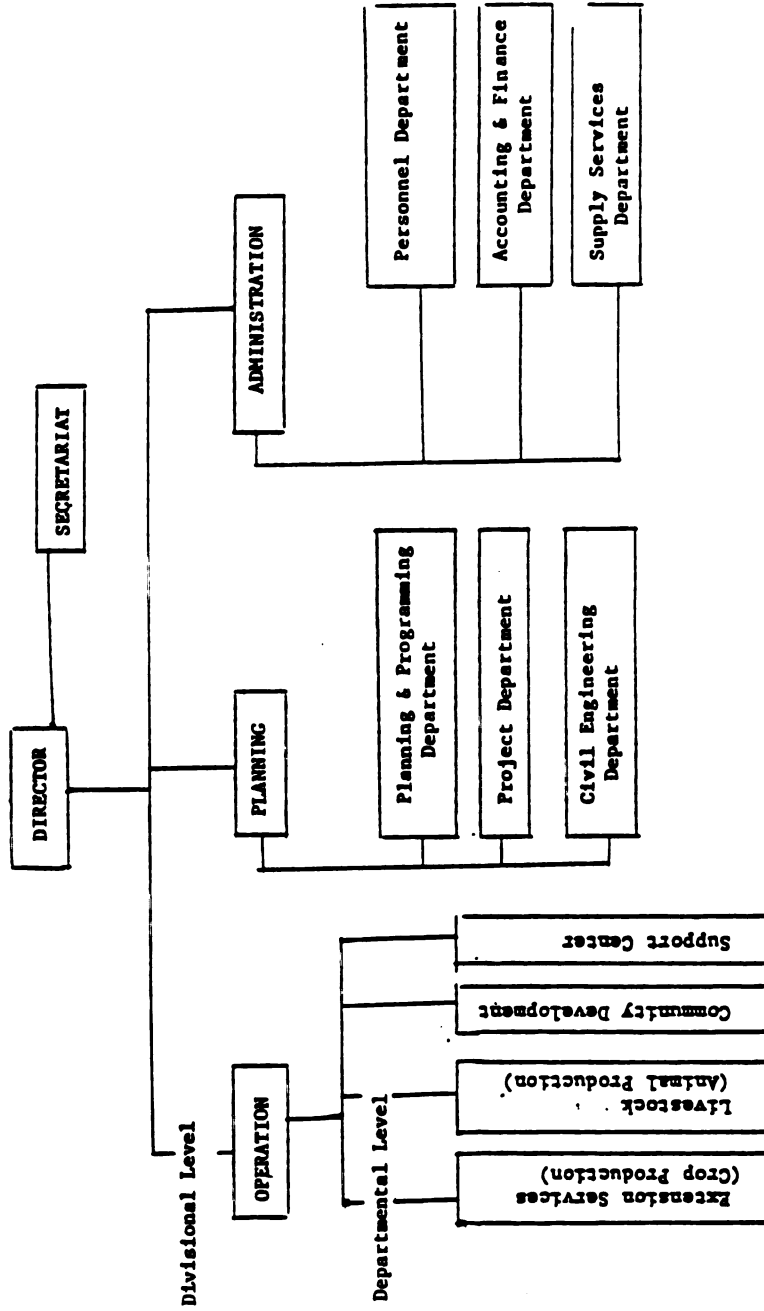 DIRECTOR
SECRETARIAT
Divisional Level
OPERATION
PLANNING
ADMINISTRATION
Departmental Level
Extension Services
(Crop Production)
Livestock
(Animal Production)
Community Development
Support Center
Planning & Programming
Department
Project Department
Civil Engineering
Department
Personnel Department
Accounting & Finance
Department
Supply Services
Department